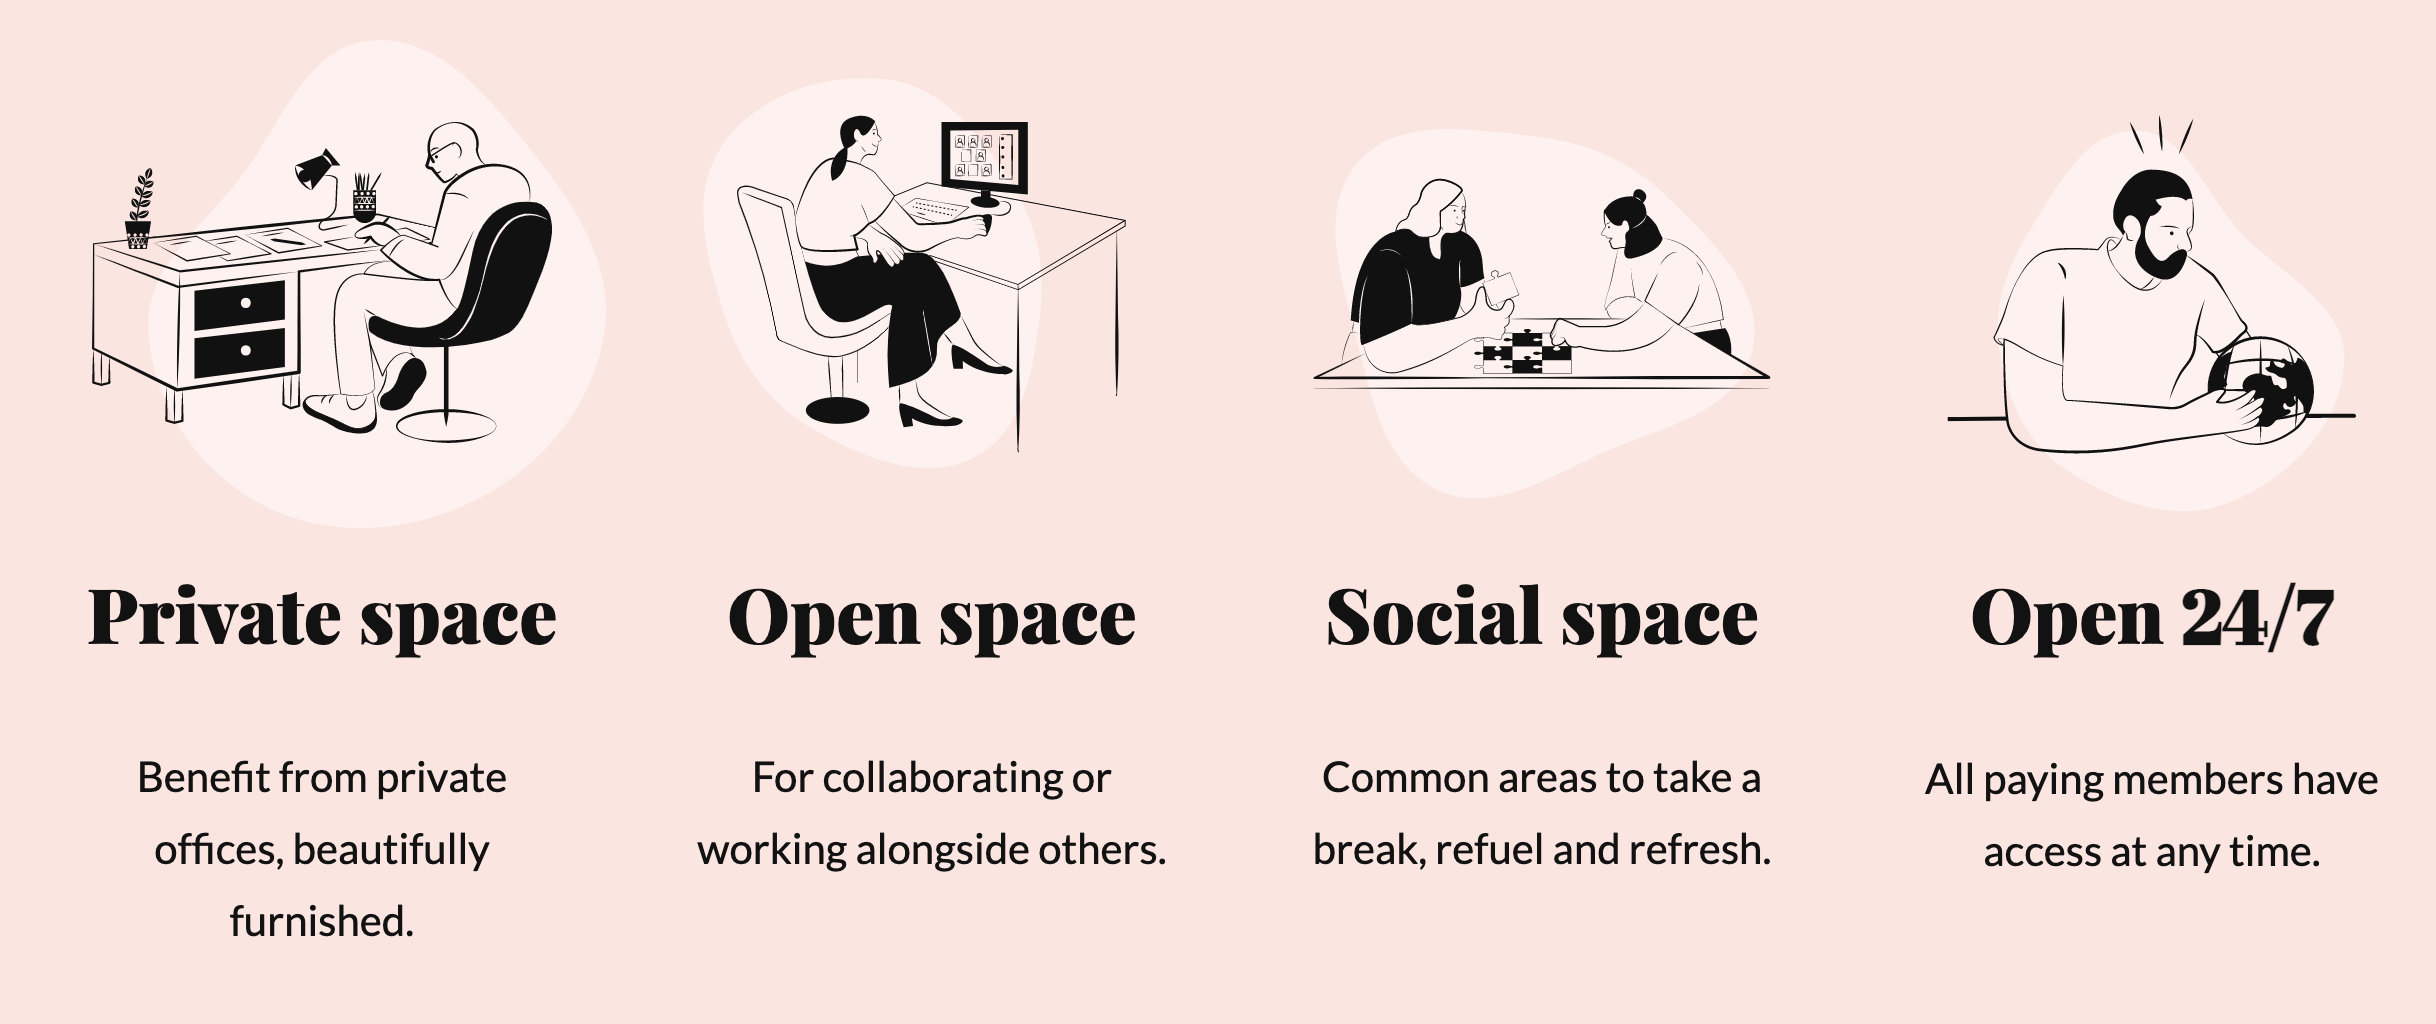 Private space
Benefit from private
offices, beautifully
furnished.
Open space
For collaborating or
working alongside others.
Social space
Common areas to take a
break, refuel and refresh.
Open 24/7
All paying members have
access at any time.